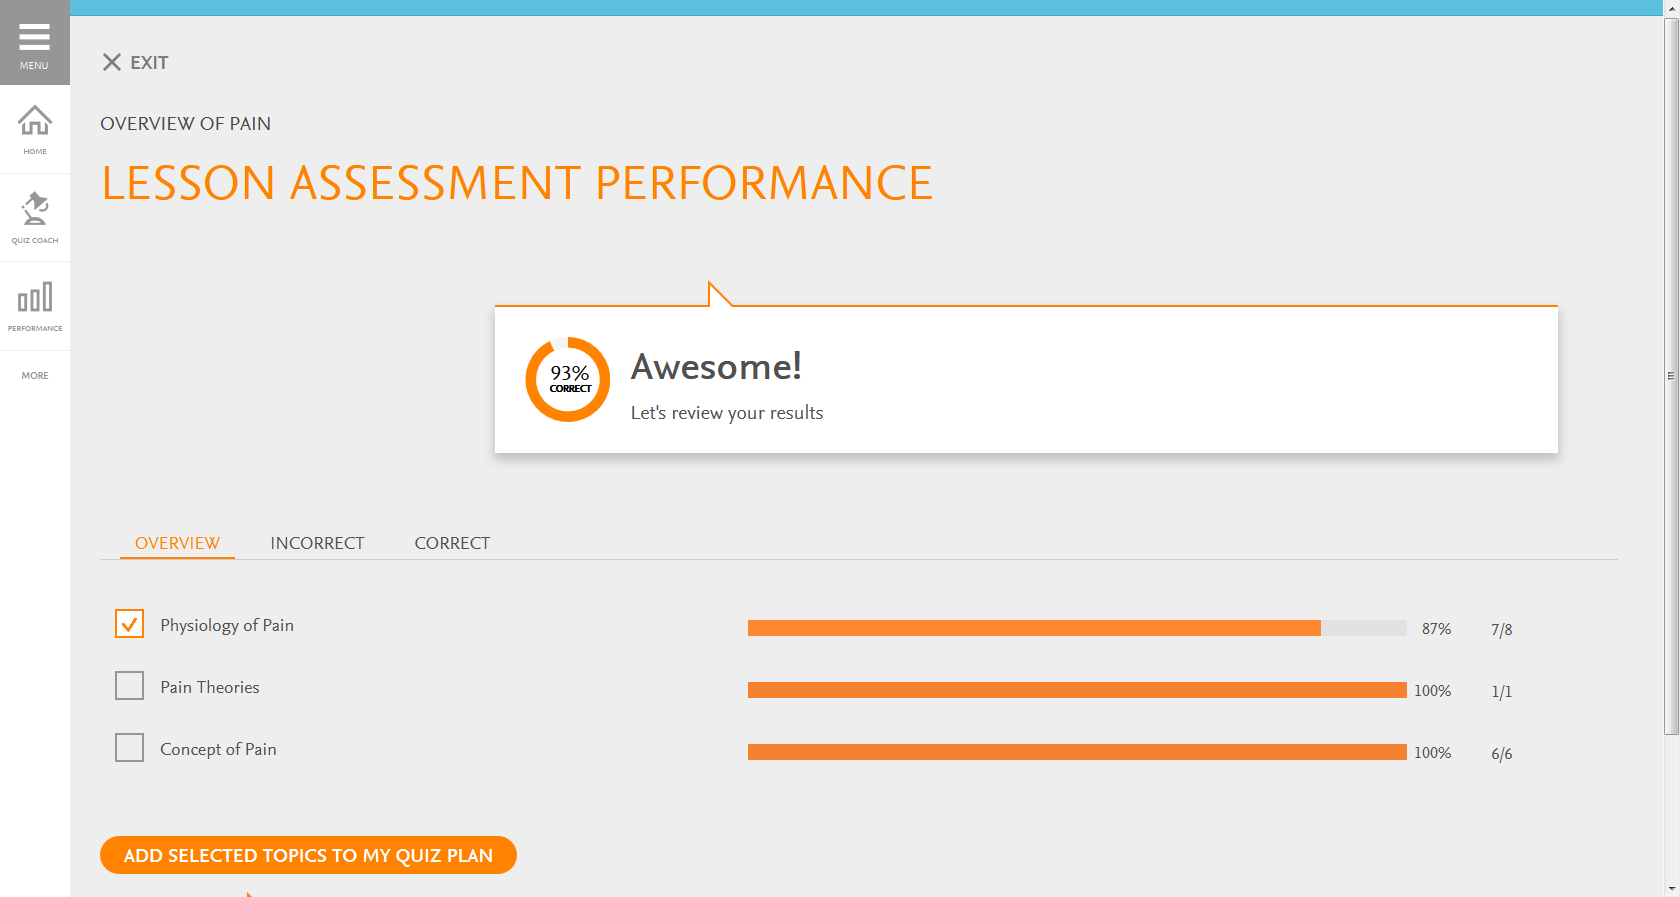 MENU
HOME
QUIZ COACH
PERFORMANCE
MORE
EXIT
OVERVIEW OF PAIN
LESSON ASSESSMENT PERFORMANCE
93%
CORRECT
Awesome!
Let's review your results
OVERVIEW INCORRECT CORRECT
Physiology of Pain 87% 7/8
Pain Theories 100% 1/1
Concept of Pain 100% 6/6
ADD SELECTED TOPICS TO MY QUIZ PLAN